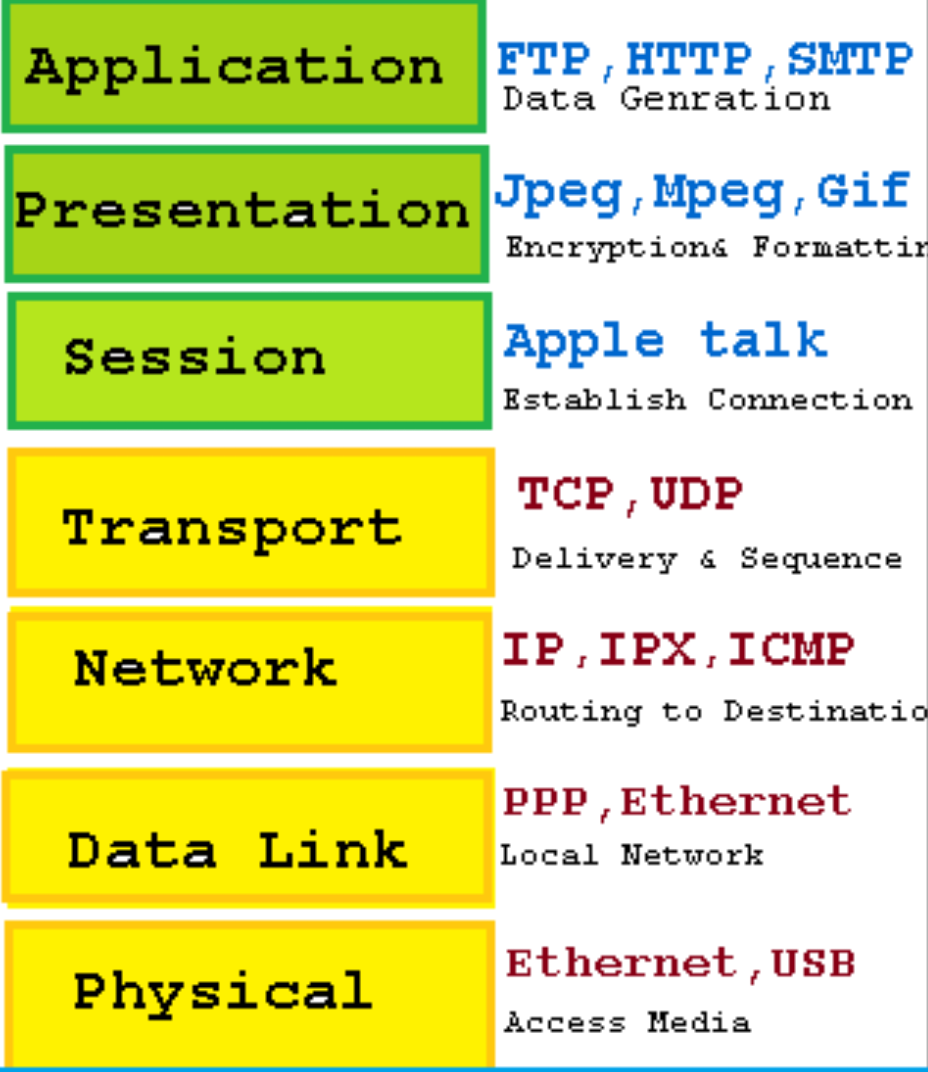 Application
FTP,HTTP,SMTP
Data Genration
Presentation
Jpeg,Mpeg,Gif
Encryption& Formattin
Session
Apple talk
Establish Connection
Transport
TCP,UDP
Delivery & Sequence
Network
IP,IPX,ICMP
Routing to Destinatio
Data Link
PPP,Ethernet
Local Network
Physical
Ethernet,USB
Access Media